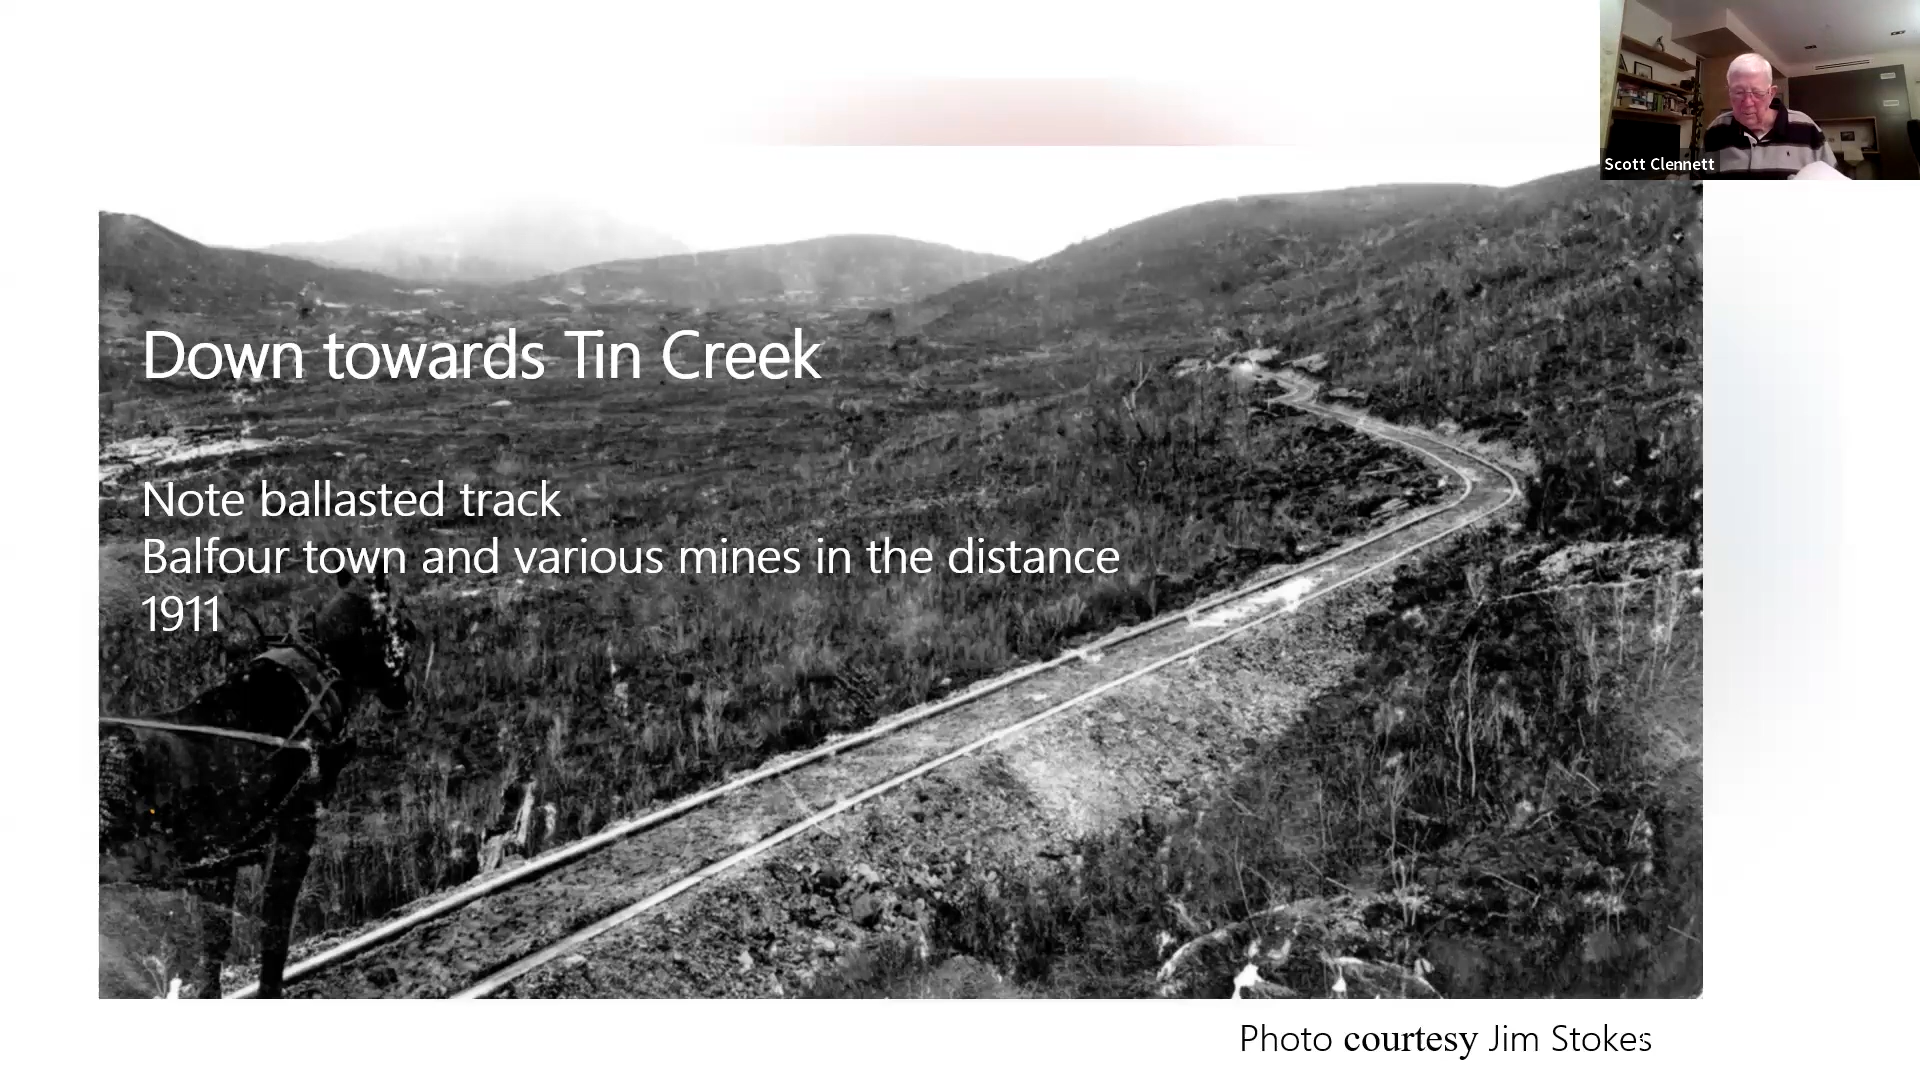 Scott Clennett
Down towards Tin Creek
Note ballasted track
Balfour town and various mines in the distance
1911
Photo courtesy Jim Stokes